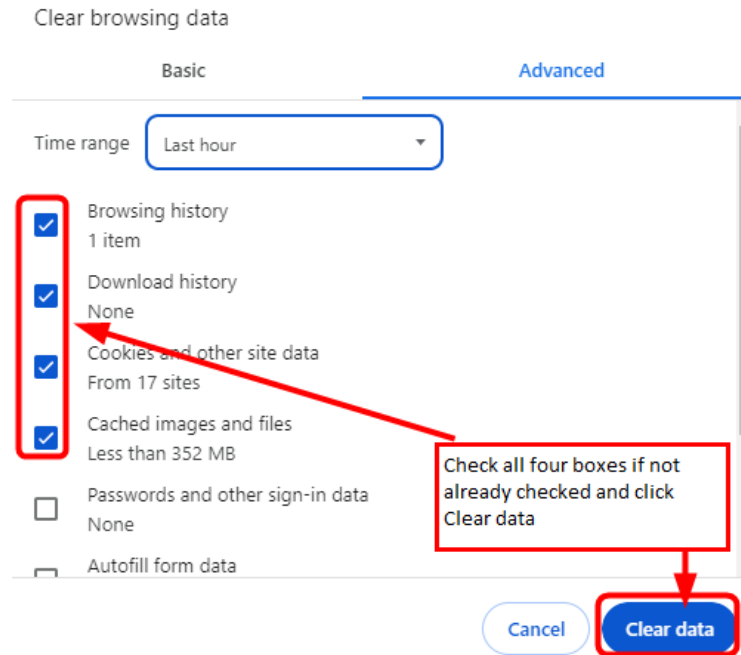 Clear browsing data
Basic
Advanced
Time range
Last hour
Browsing history
1 item
Download history
None
Cookies and other site data
From 17 sites
Cached images and files
Less than 352 MB
Check all four boxes if not
already checked and click
Clear data
Passwords and other sign-in data
None
Autofill form data
Cancel
Clear data